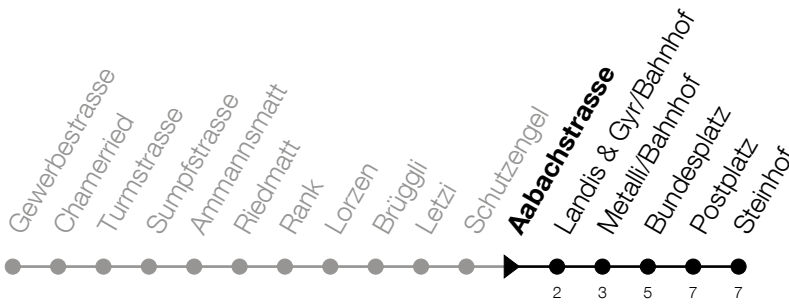 Gewerbestrasse
Chamerried
Turmstrasse
Sumpfstrasse
Ammannsmatt
Riedmatt
Rank
Lorzen
Brüggli
Letzi
Schutzengel
Aabachstrasse
Landis & Gyr/Bahnhof
Metalli/Bahnhof
Bundesplatz
Postplatz
Steinhof
2 3 5 7 7